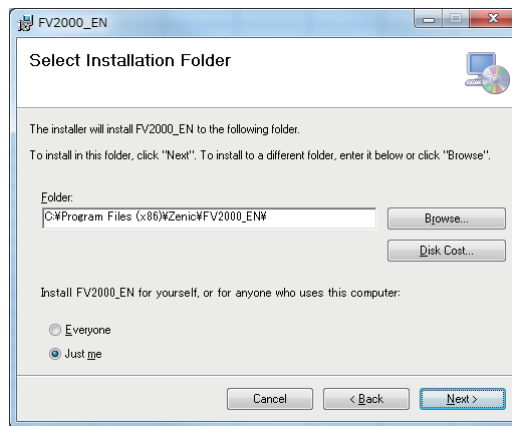 FV2000_EN
Select Installation Folder
The installer will install FV2000_EN to the following folder.
To install in this folder, click "Next". To install to a different folder, enter it below or click "Browse".
Folder:
C:¥Program Files (x86)¥Zenic¥FV2000_EN¥
Browse...
Disk Cost...
Install FV2000_EN for yourself, or for anyone who uses this computer:
Everyone
Just me
Cancel
< Back
Next >